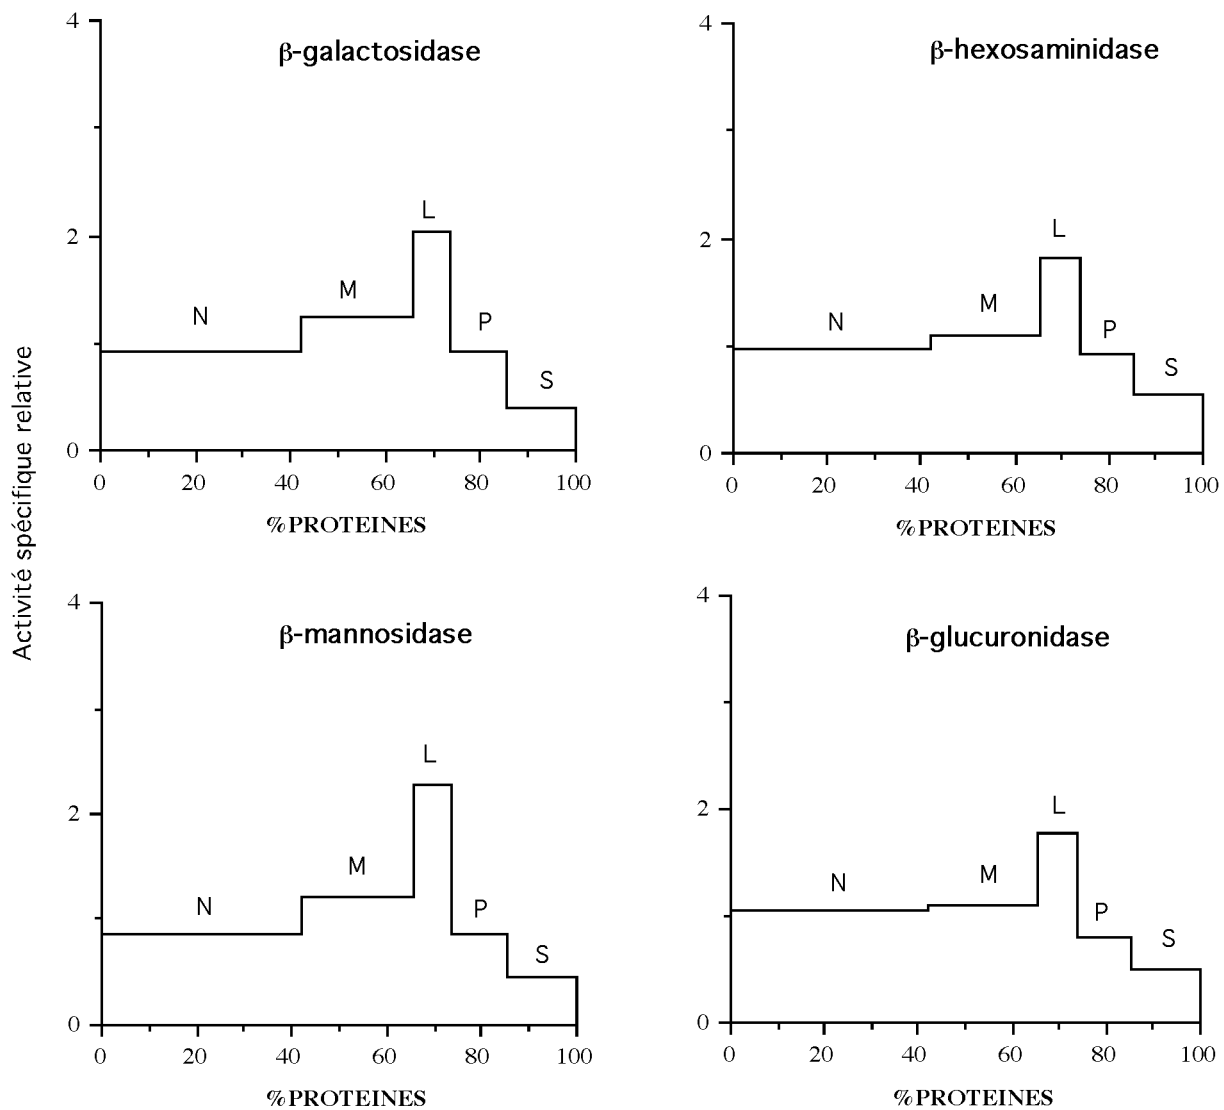 Activité spécifique relative
4
β-galactosidase
2
0
N
M
L
P
S
0 20 40 60 80 100
%PROTEINES
4
β-hexosaminidase
2
0
N
M
L
P
S
0 20 40 60 80 100
%PROTEINES
4
β-mannosidase
2
0
N
M
L
P
S
0 20 40 60 80 100
%PROTEINES
4
β-glucuronidase
2
0
N
M
L
P
S
0 20 40 60 80 100
%PROTEINES